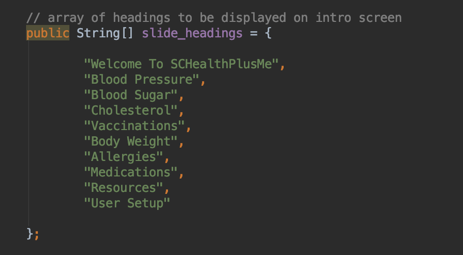 // array of headings to be displayed on intro screen
public String[] slide_headings = {
"Welcome To SCHealthPlusMe",
"Blood Pressure",
"Blood Sugar",
"Cholesterol",
"Vaccinations",
"Body Weight",
"Allergies",
"Medications",
"Resources",
"User Setup"
};